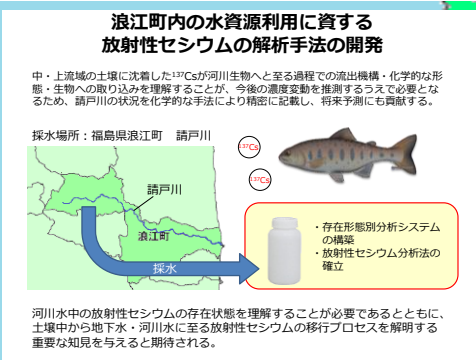 浪江町内の水資源利用に資する
放射性セシウムの解析手法の開発
中・上流域の土壌に沈着した¹³⁷Csが河川生物へと至る過程での流出機構・化学的な形
態・生物への取り込みを理解することが、今後の濃度変動を推測するうえで必要とな
るため、請戸川の状況を化学的な手法により精密に記載し、将来予測にも貢献する。
採水場所：福島県浪江町　請戸川
¹³⁷Cs
¹³⁷Cs
請戸川
浪江町
採水
・存在形態別分析システム
の構築
・放射性セシウム分析法の
確立
河川水中の放射性セシウムの存在状態を理解することが必要であるとともに、
土壌中から地下水・河川水に至る放射性セシウムの移行プロセスを解明する
重要な知見を与えると期待される。